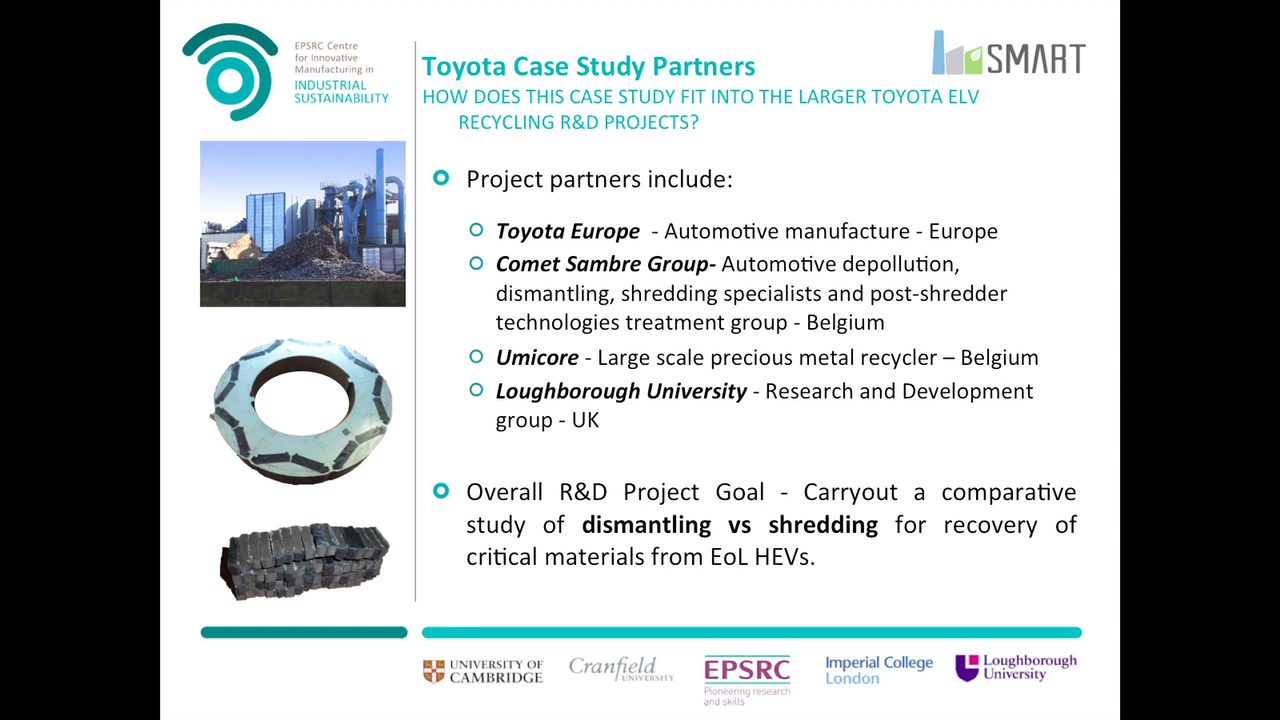 EPSRC Centre
for Innovative
Manufacturing in
INDUSTRIAL
SUSTAINABILITY
Toyota Case Study Partners
HOW DOES THIS CASE STUDY FIT INTO THE LARGER TOYOTA ELV
RECYCLING R&D PROJECTS?
SMART
Project partners include:
Toyota Europe - Automotive manufacture - Europe
Comet Sambre Group- Automotive depollution,
dismantling, shredding specialists and post-shredder
technologies treatment group - Belgium
Umicore - Large scale precious metal recycler – Belgium
Loughborough University - Research and Development
group - UK
Overall R&D Project Goal - Carryout a comparative
study of dismantling vs shredding for recovery of
critical materials from EoL HEVs.
UNIVERSITY OF
CAMBRIDGE
Cranfield
UNIVERSITY
EPSRC
Pioneering research
and skills
Imperial College
London
Loughborough
University